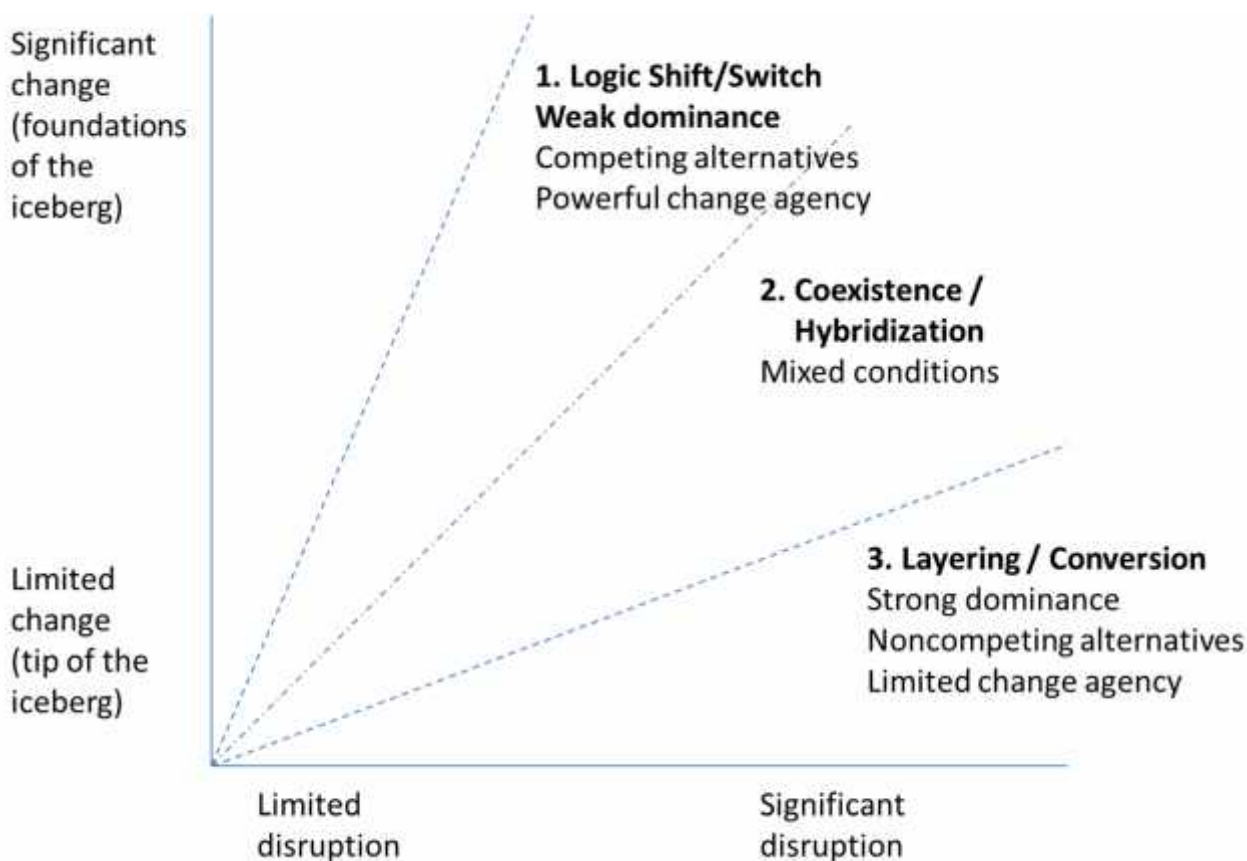 Significant
change
(foundations
of the
iceberg)
1. Logic Shift/Switch
Weak dominance
Competing alternatives
Powerful change agency
2. Coexistence /
Hybridization
Mixed conditions
3. Layering / Conversion
Strong dominance
Noncompeting alternatives
Limited change agency
Limited
change
(tip of the
iceberg)
Limited
disruption
Significant
disruption